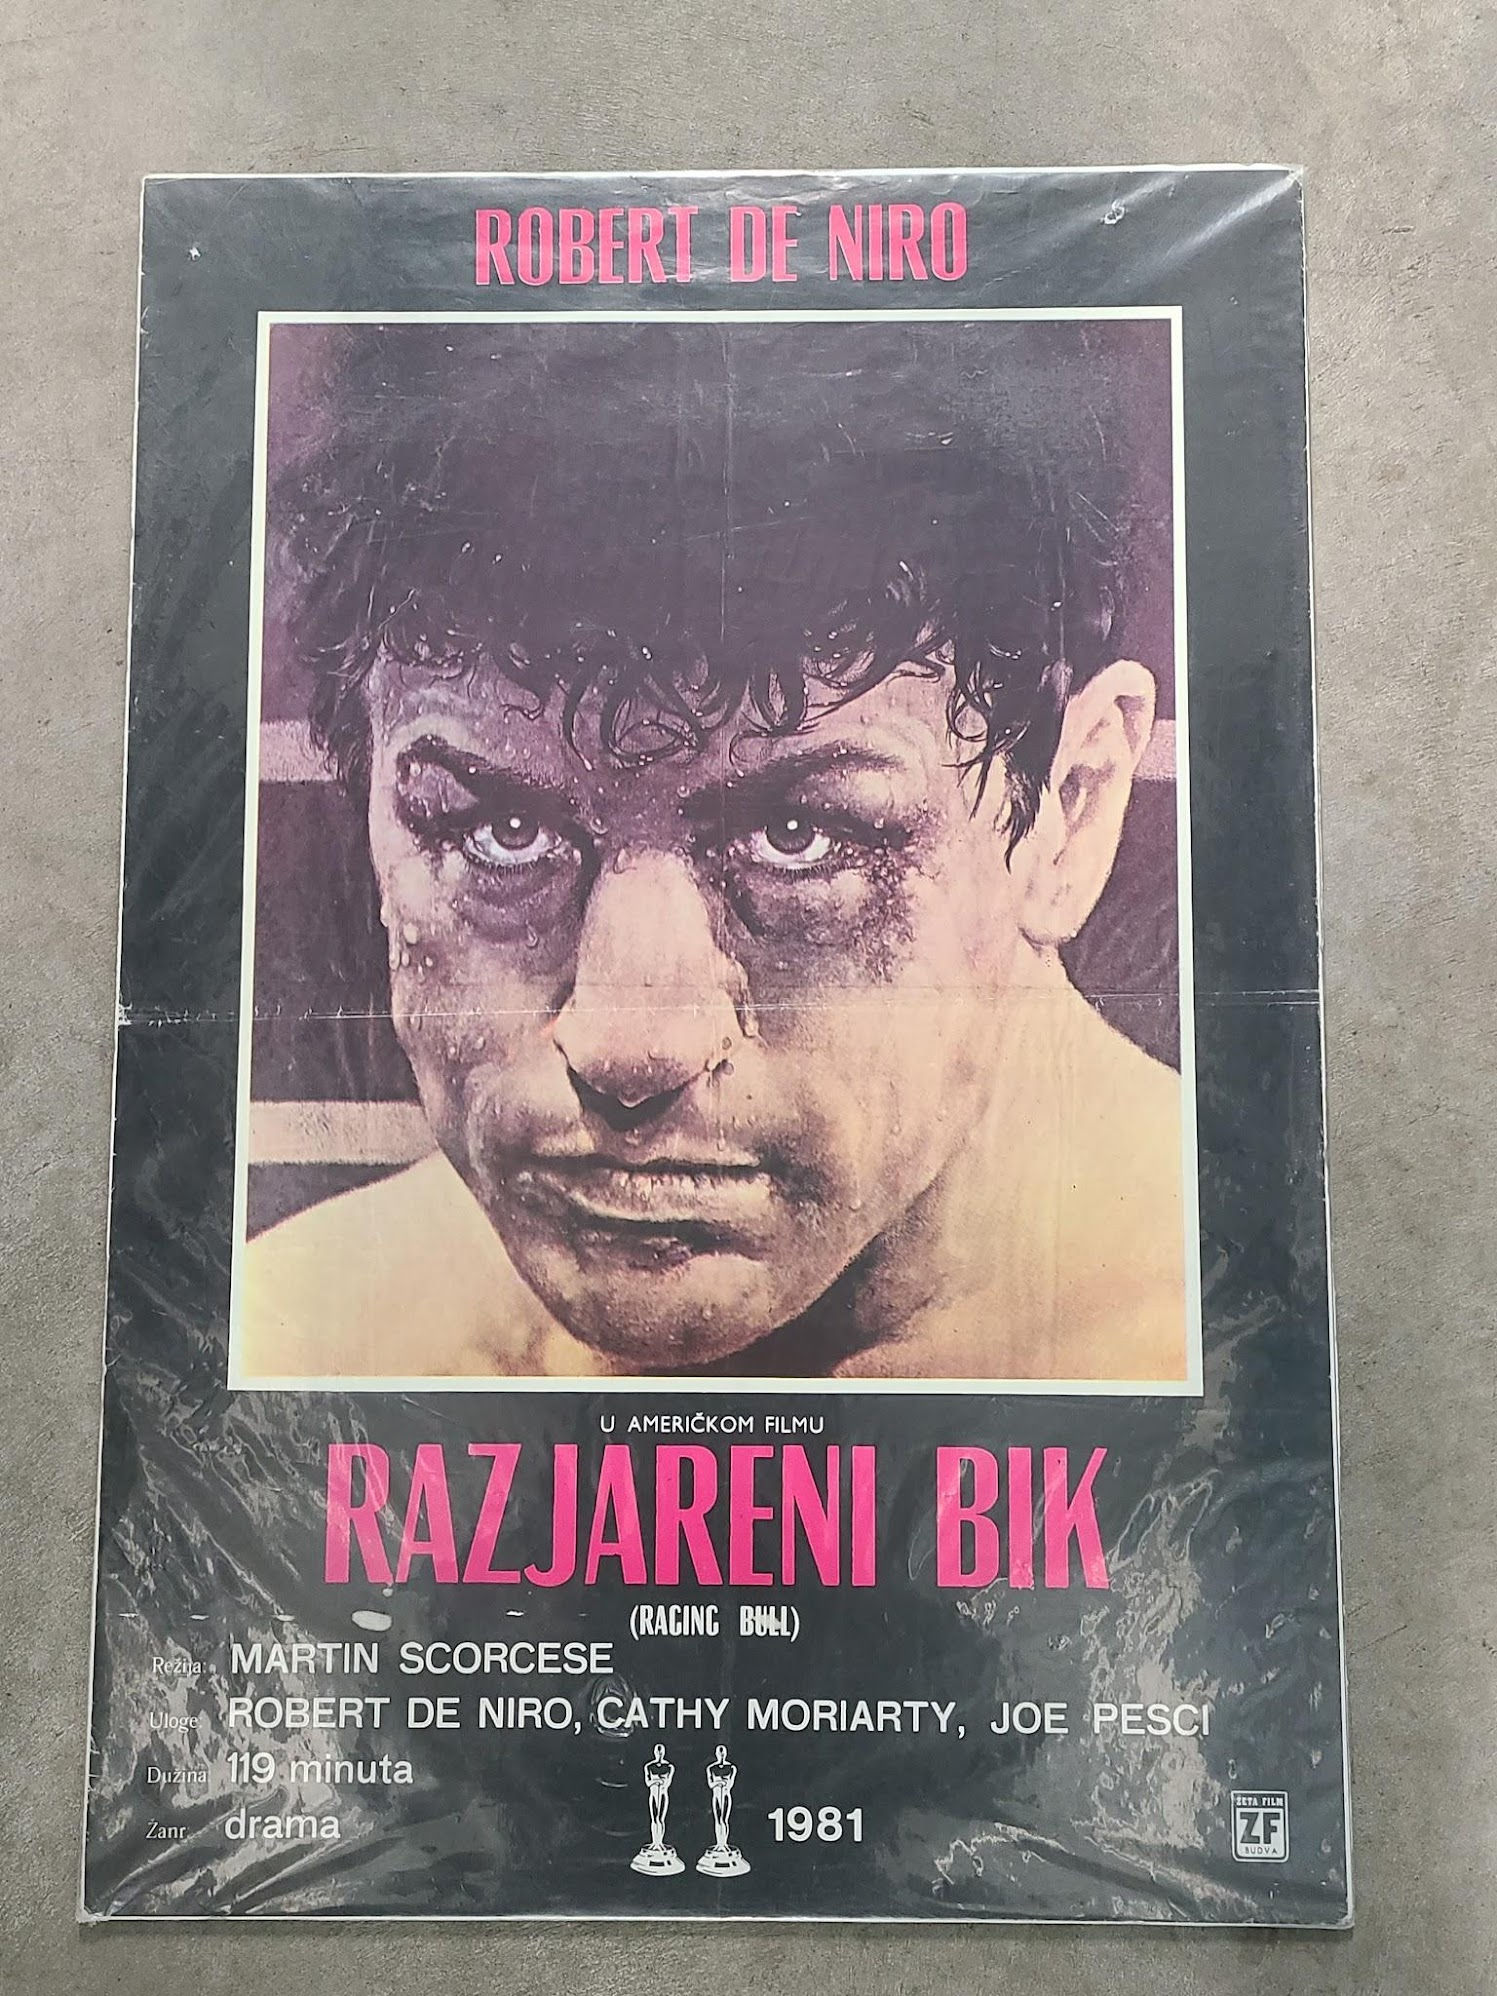 ROBERT DE NIRO
U AMERIČKOM FILMU
RAZJARENI BIK
(RAGING BULL)
Režija: MARTIN SCORCESE
Uloge: ROBERT DE NIRO, CATHY MORIARTY, JOE PESCI
Dužina: 119 minuta
Žanr: drama
1981
ZETA FILM
ZF
BUDVA